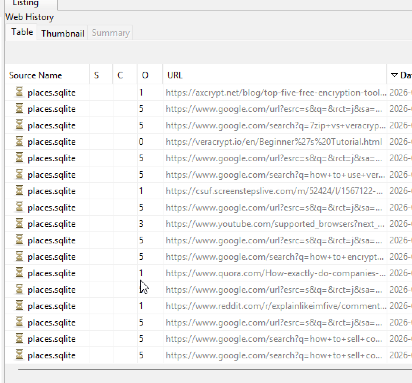 Listing
Web History
Table Thumbnail Summary
Source Name S C O URL Da
places.sqlite 1 https://axcrypt.net/blog/top-five-free-encryption-tool... 2026-
places.sqlite 5 https://www.google.com/url?esrc=s&q=&rct=j&sa=... 2026-
places.sqlite 5 https://www.google.com/search?q=7zip+vs+veracryp... 2026-
places.sqlite 0 https://veracrypt.io/en/Beginner%27s%20Tutorial.html 2026-
places.sqlite 5 https://www.google.com/url?esrc=s&q=&rct=j&sa=... 2026-
places.sqlite 5 https://www.google.com/search?q=how+to+use+ver... 2026-
places.sqlite 1 https://csuf.screenstepslive.com/m/52424/l/1567122-... 2026-
places.sqlite 5 https://www.google.com/url?esrc=s&q=&rct=j&sa=... 2026-
places.sqlite 3 https://www.youtube.com/supported_browsers?next_... 2026-
places.sqlite 5 https://www.google.com/url?esrc=s&q=&rct=j&sa=... 2026-
places.sqlite 5 https://www.google.com/search?q=how+to+encrypt... 2026-
places.sqlite 1 https://www.quora.com/How-exactly-do-companies-... 2026-
places.sqlite 5 https://www.google.com/url?esrc=s&q=&rct=j&sa=... 2026-
places.sqlite 1 https://www.reddit.com/r/explainlikeimfive/comment... 2026-
places.sqlite 5 https://www.google.com/url?esrc=s&q=&rct=j&sa=... 2026-
places.sqlite 5 https://www.google.com/search?q=how+to+sell+co... 2026-
places.sqlite 5 https://www.google.com/search?q=how+to+sell+co... 2026-